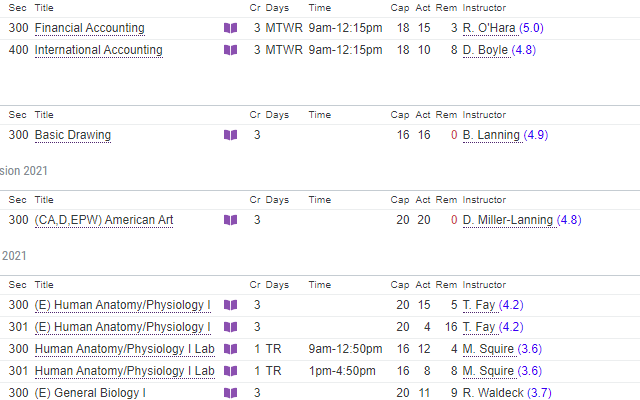 Sec Title Cr Days Time Cap Act Rem Instructor
300 Financial Accounting 3 MTWR 9am-12:15pm 18 15 3 R. O'Hara (5.0)
400 International Accounting 3 MTWR 9am-12:15pm 18 10 8 D. Boyle (4.8)
Sec Title Cr Days Time Cap Act Rem Instructor
300 Basic Drawing 3 16 16 0 B. Lanning (4.9)
sion 2021
Sec Title Cr Days Time Cap Act Rem Instructor
300 (CA,D,EPW) American Art 3 20 20 0 D. Miller-Lanning (4.8)
2021
Sec Title Cr Days Time Cap Act Rem Instructor
300 (E) Human Anatomy/Physiology I 3 20 15 5 T. Fay (4.2)
301 (E) Human Anatomy/Physiology I 3 20 4 16 T. Fay (4.2)
300 Human Anatomy/Physiology I Lab 1 TR 9am-12:50pm 16 12 4 M. Squire (3.6)
301 Human Anatomy/Physiology I Lab 1 TR 1pm-4:50pm 16 8 8 M. Squire (3.6)
300 (E) General Biology I 3 20 11 9 R. Waldeck (3.7)